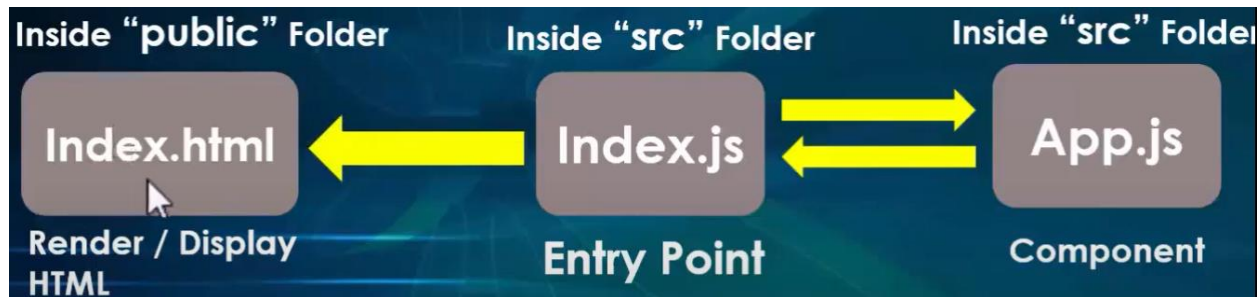 Inside “public” Folder
Inside “src” Folder
Inside “src” Folder
Index.html
Index.js
App.js
Render / Display
HTML
Entry Point
Component